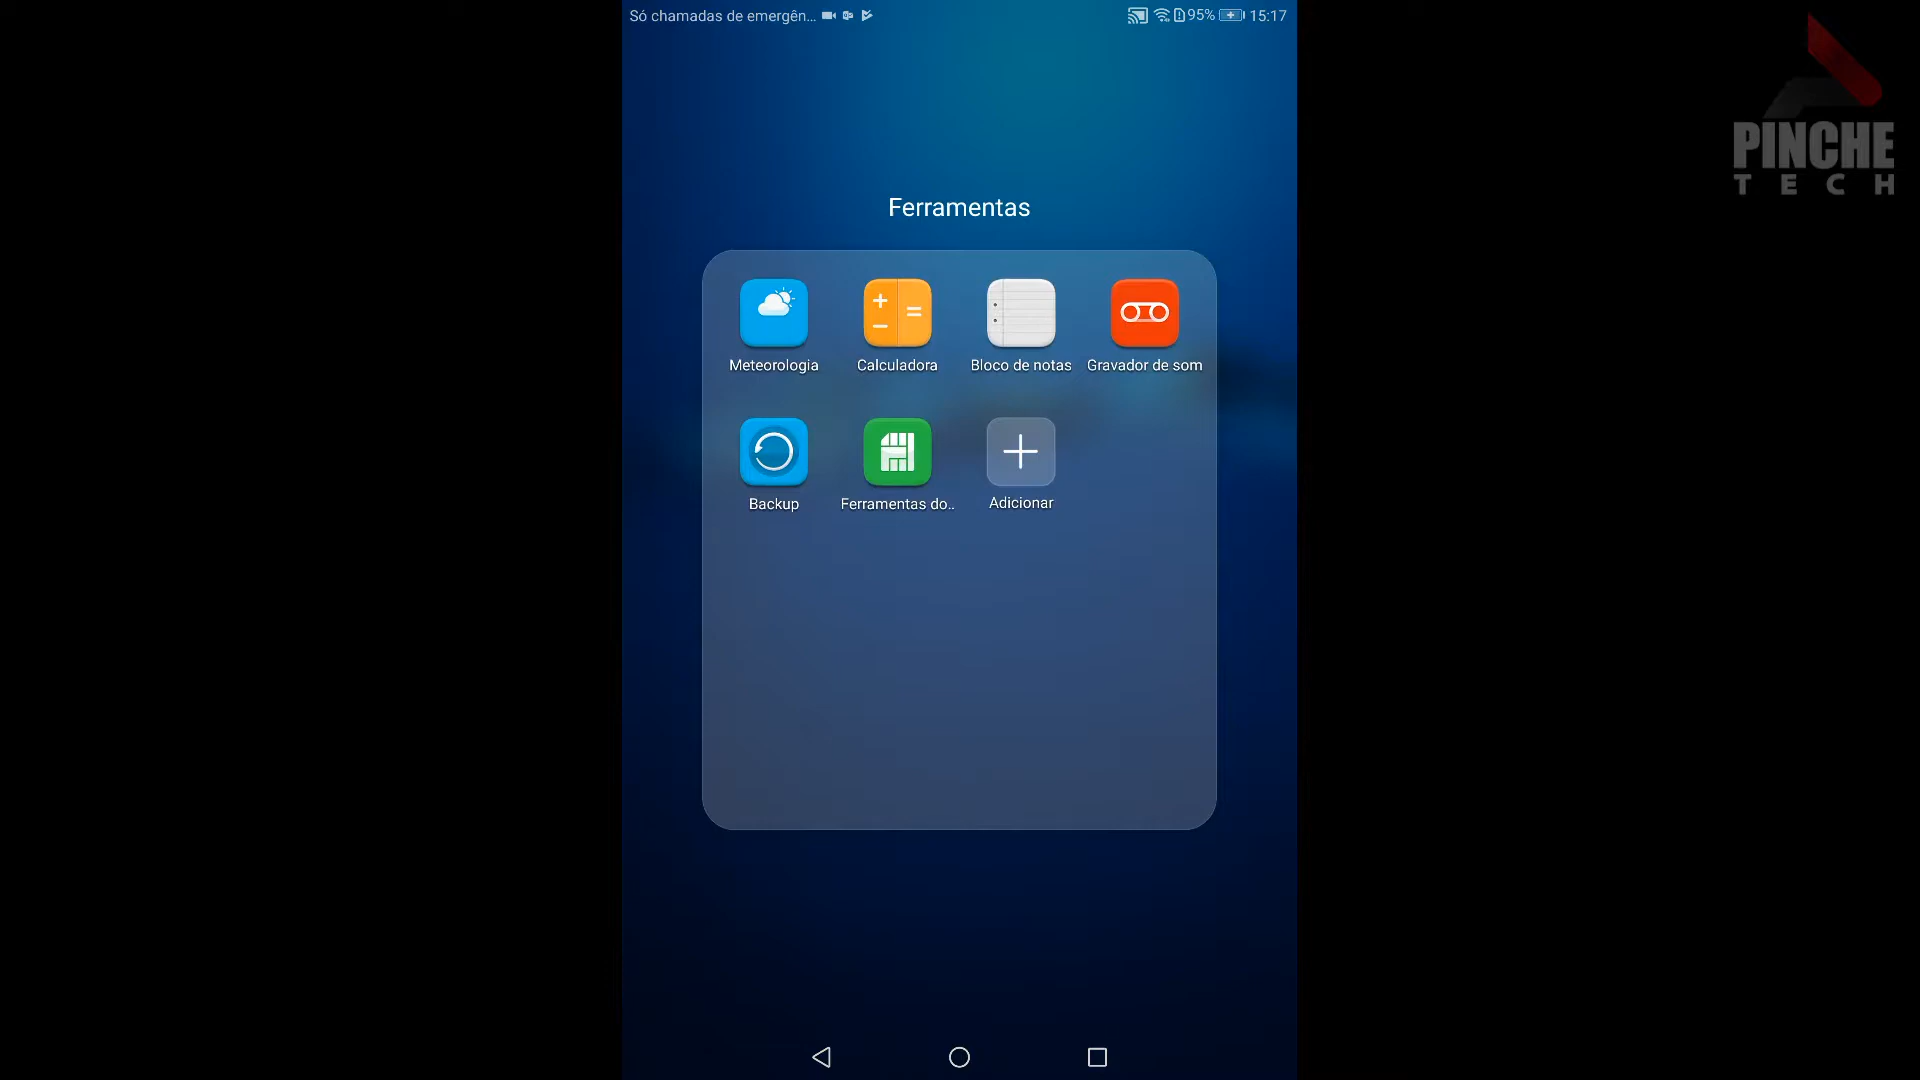 Só chamadas de emergên...
95%
15:17
PINCHE
TECH
Ferramentas
Meteorologia
Calculadora
Bloco de notas
Gravador de som
Backup
Ferramentas do..
Adicionar